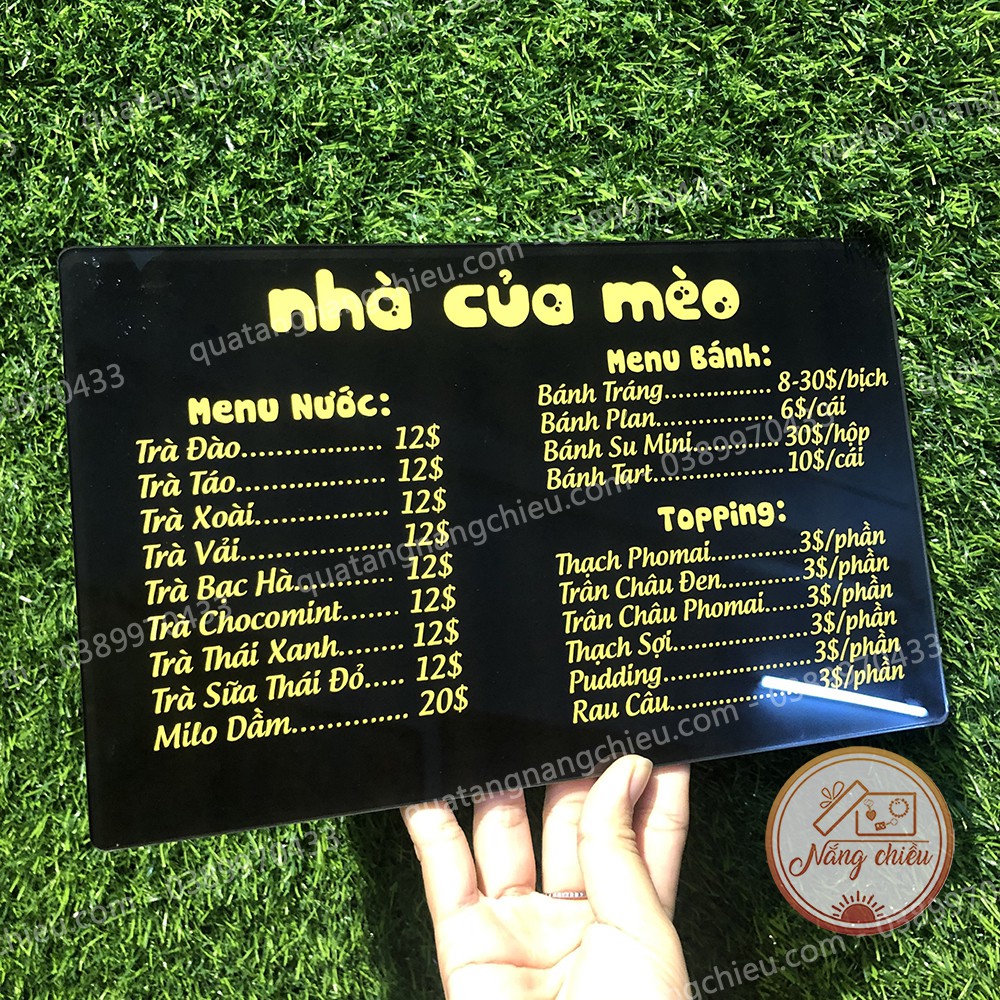 nhà của mèo
Menu Nước:
Trà Đào................. 12$
Trà Táo.................. 12$
Trà Xoài................ 12$
Trà Vải................... 12$
Trà Bạc Hà............ 12$
Trà Chocomint...... 12$
Trà Thái Xanh........ 12$
Trà Sữa Thái Đỏ..... 12$
Milo Dầm.............. 20$
Menu Bánh:
Bánh Tráng............... 8-30$/bịch
Bánh Plan................ 6$/cái
Bánh Su Mini............ 30$/hộp
Bánh Tart.................. 10$/cái
Topping:
Thạch Phomai.............3$/phần
Trân Châu Đen............3$/phần
Trân Châu Phomai......3$/phần
Thạch Sợi....................3$/phần
Pudding......................3$/phần
Rau Câu......................3$/phần
Nắng chiều
quatangnangchieu.com - 0389970433